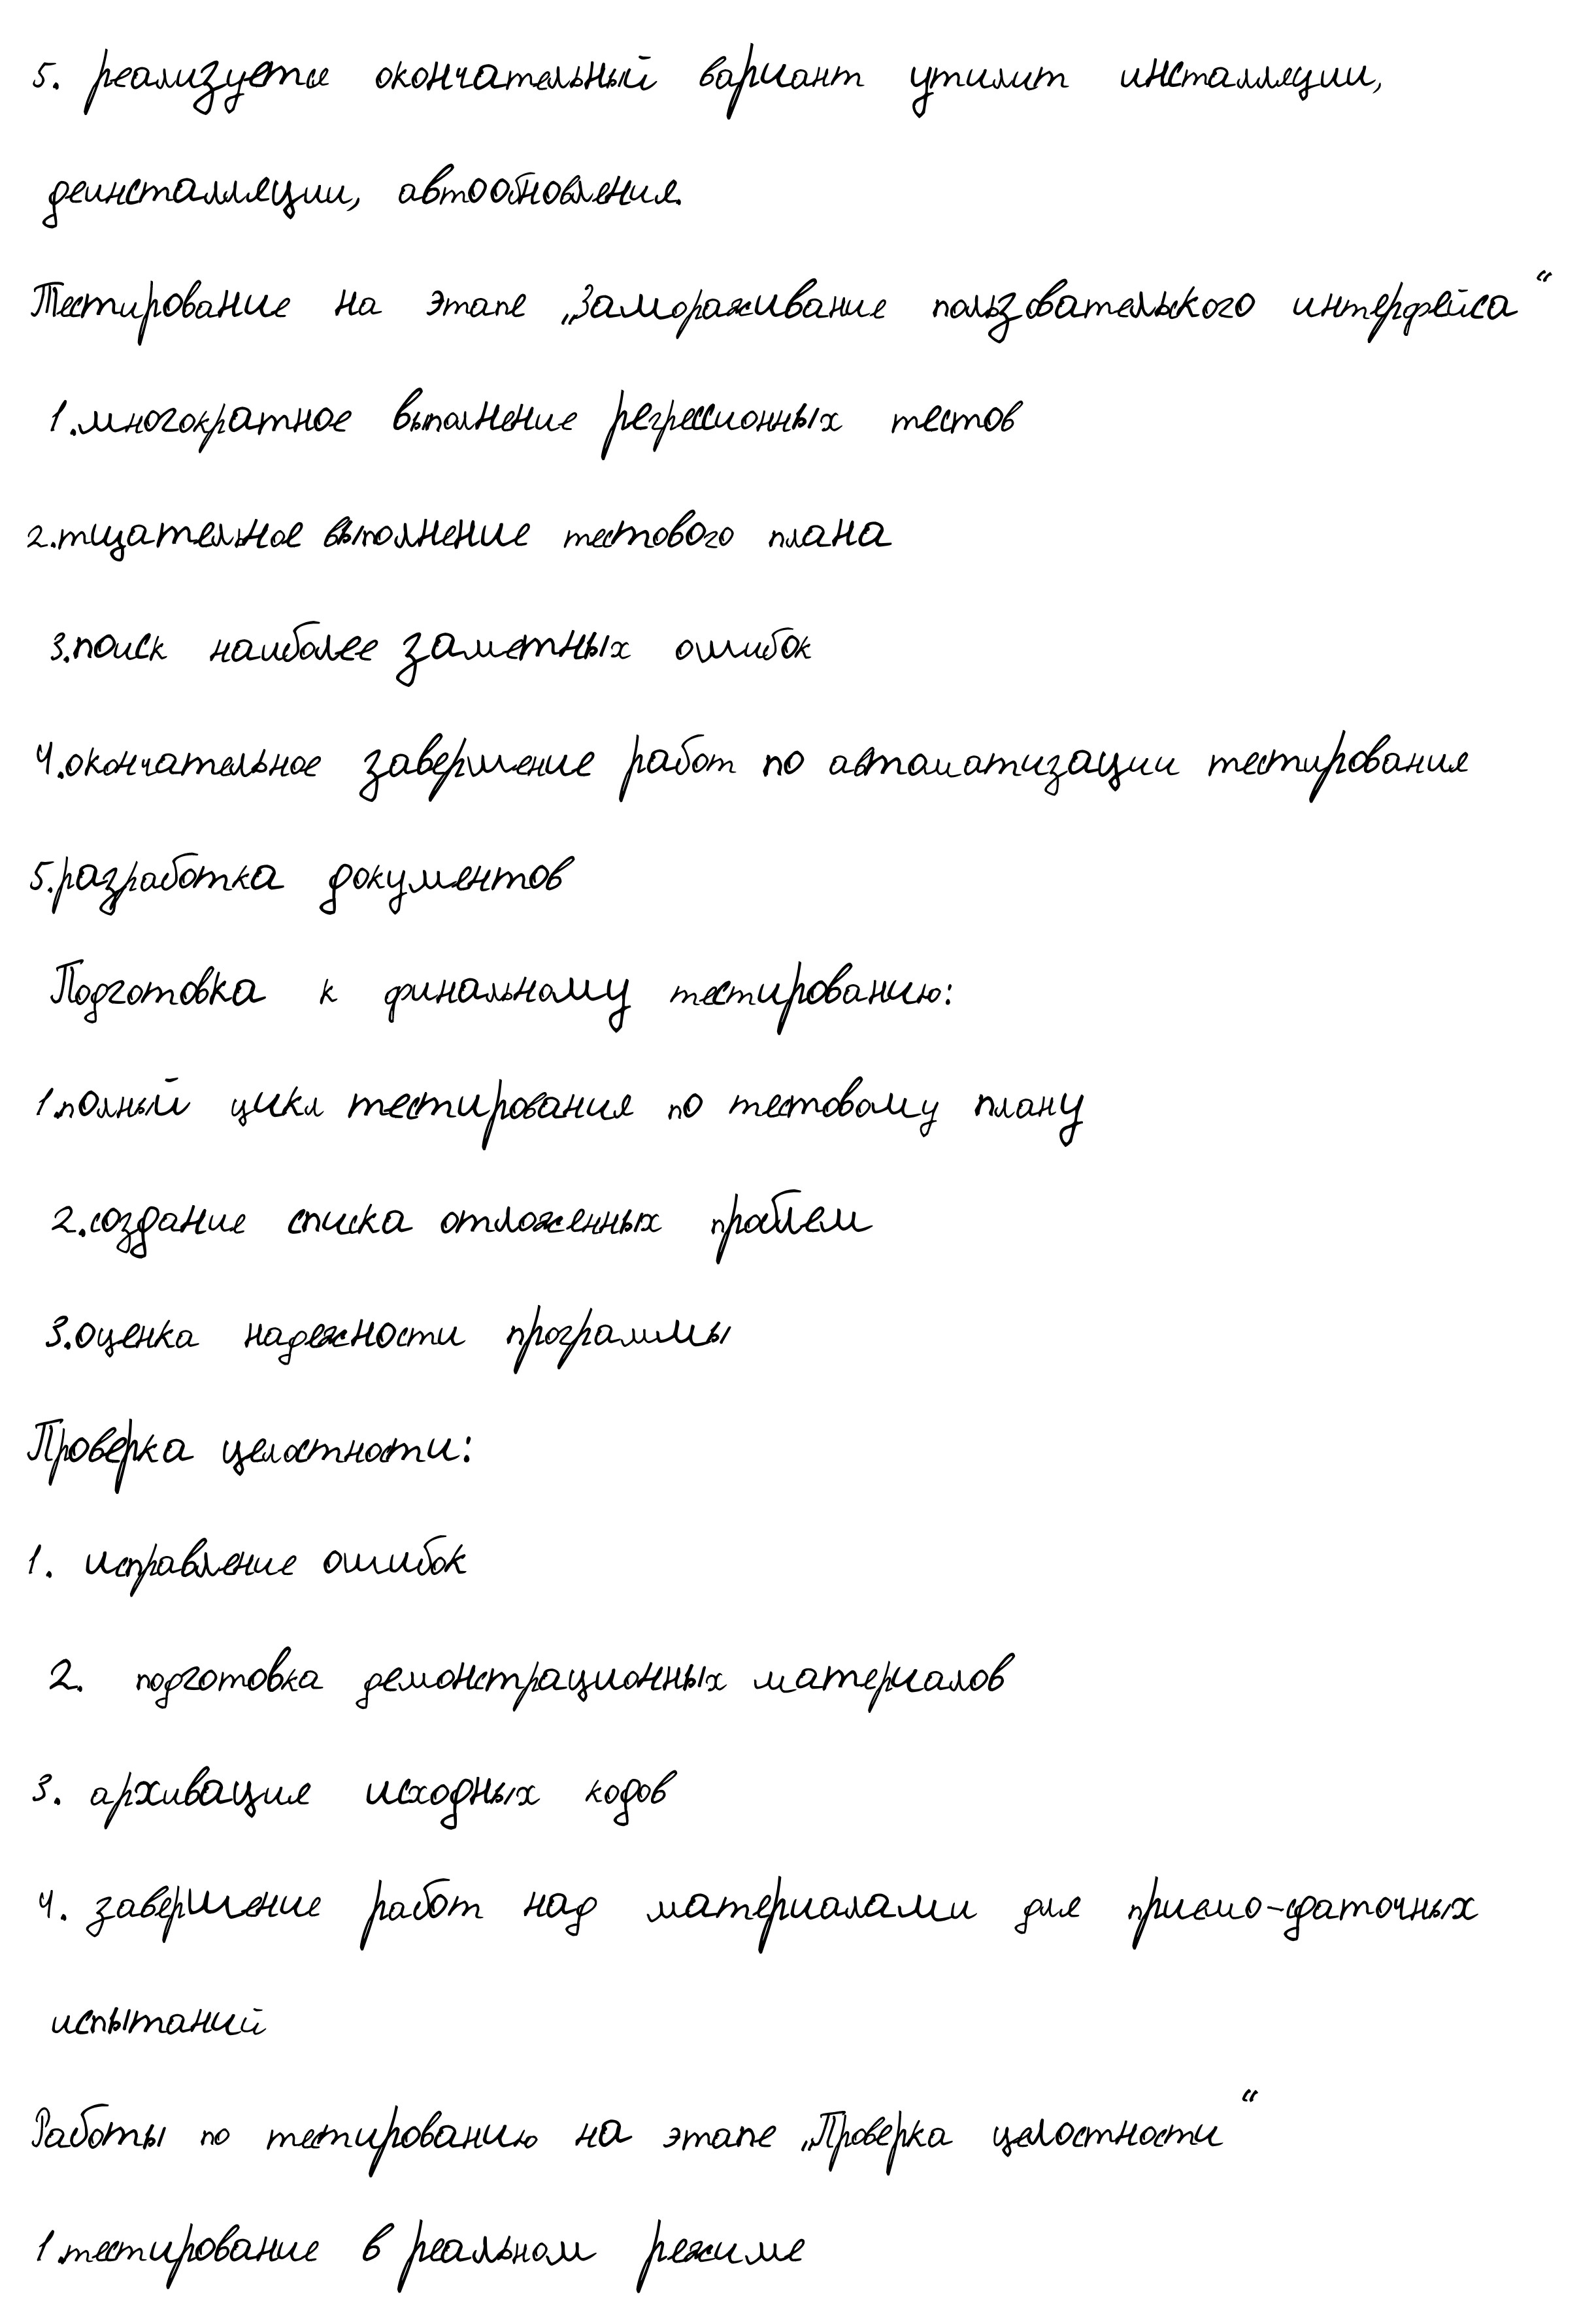 5. реализуется окончательный вариант утилит инсталляции,
деинсталляции, автообновления.
Тестирование на этапе „Замораживание пользовательского интерфейса“
1.многократное выполнение регрессионных тестов
2.тщательное выполнение тестового плана
3.поиск наиболее заметных ошибок
4.окончательное завершение работ по автоматизации тестирования
5.разработка документов
Подготовка к финальному тестированию:
1.полный цикл тестирования по тестовому плану
2.создание списка отложенных проблем
3.оценка надежности программы
Проверка целостности:
1. исправление ошибок
2. подготовка демонстрационных материалов
3. архивация исходных кодов
4. завершение работ над материалами для приемо-сдаточных
испытаний
Работы по тестированию на этапе „Проверка целостности“
1.тестирование в реальном режиме